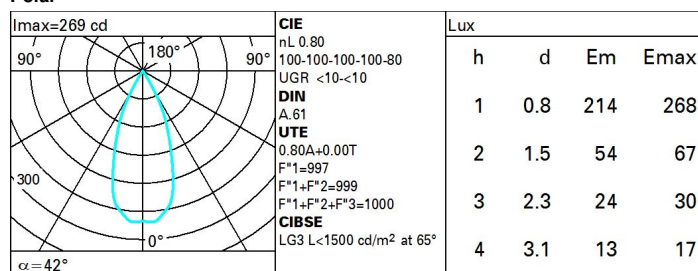 Imax=269 cd
90°
180°
90°
300
0°
α=42°
CIE
nL 0.80
100-100-100-100-80
UGR <10-<10
DIN
A.61
UTE
0.80A+0.00T
F"1=997
F"1+F"2=999
F"1+F"2+F"3=1000
CIBSE
LG3 L<1500 cd/m² at 65°
Lux
h d Em Emax
1 0.8 214 268
2 1.5 54 67
3 2.3 24 30
4 3.1 13 17